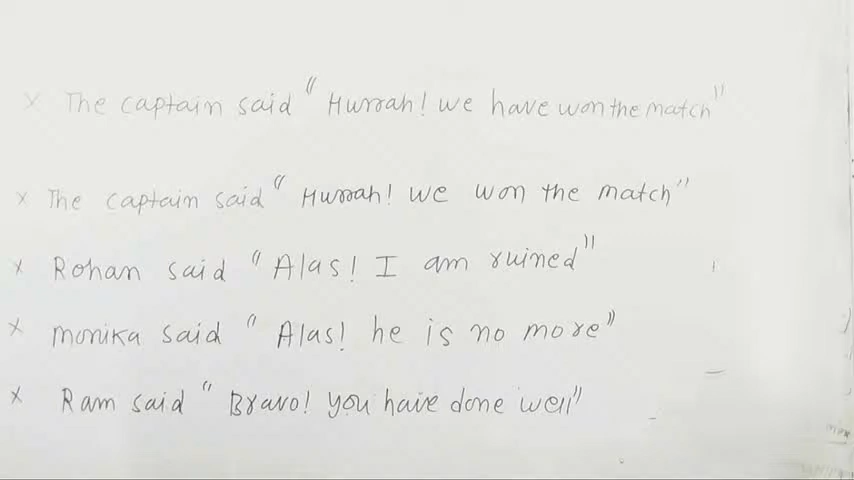 × The captain said "Hurrah! we have won the match"
× The captain said "Hurrah! we won the match"
× Rohan said "Alas! I am ruined"
× monika said "Alas! he is no more"
× Ram said "Bravo! you have done well"